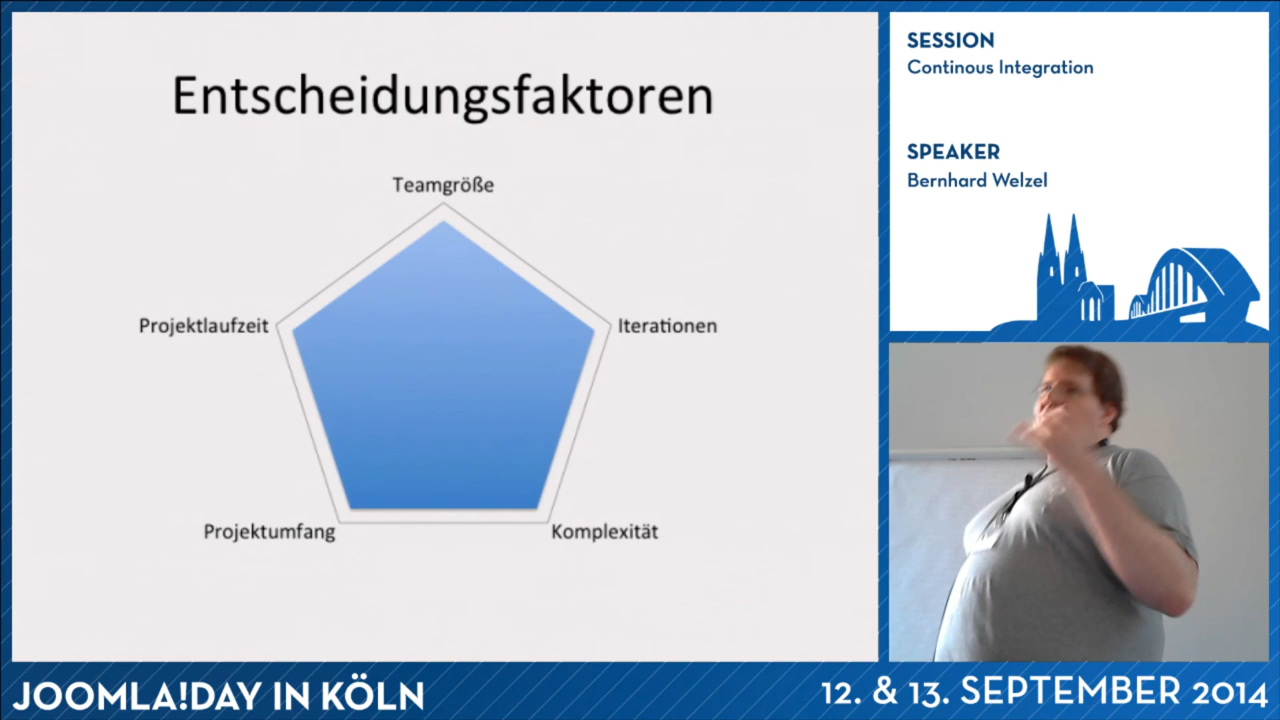 Entscheidungsfaktoren
Teamgröße
Projektlaufzeit
Iterationen
Projektumfang
Komplexität
SESSION
Continous Integration
SPEAKER
Bernhard Welzel
JOOMLA!DAY IN KÖLN
12. & 13. SEPTEMBER 2014